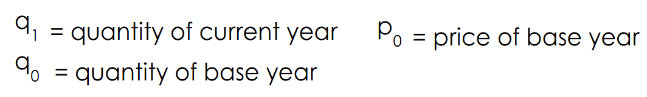 q₁ = quantity of current year p₀ = price of base year
q₀ = quantity of base year